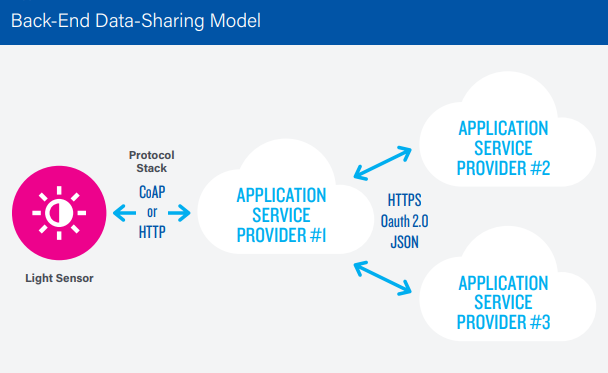 Back-End Data-Sharing Model
Protocol
Stack
CoAP
or
HTTP
Light Sensor
APPLICATION
SERVICE
PROVIDER #1
HTTPS
Oauth 2.0
JSON
APPLICATION
SERVICE
PROVIDER #2
APPLICATION
SERVICE
PROVIDER #3